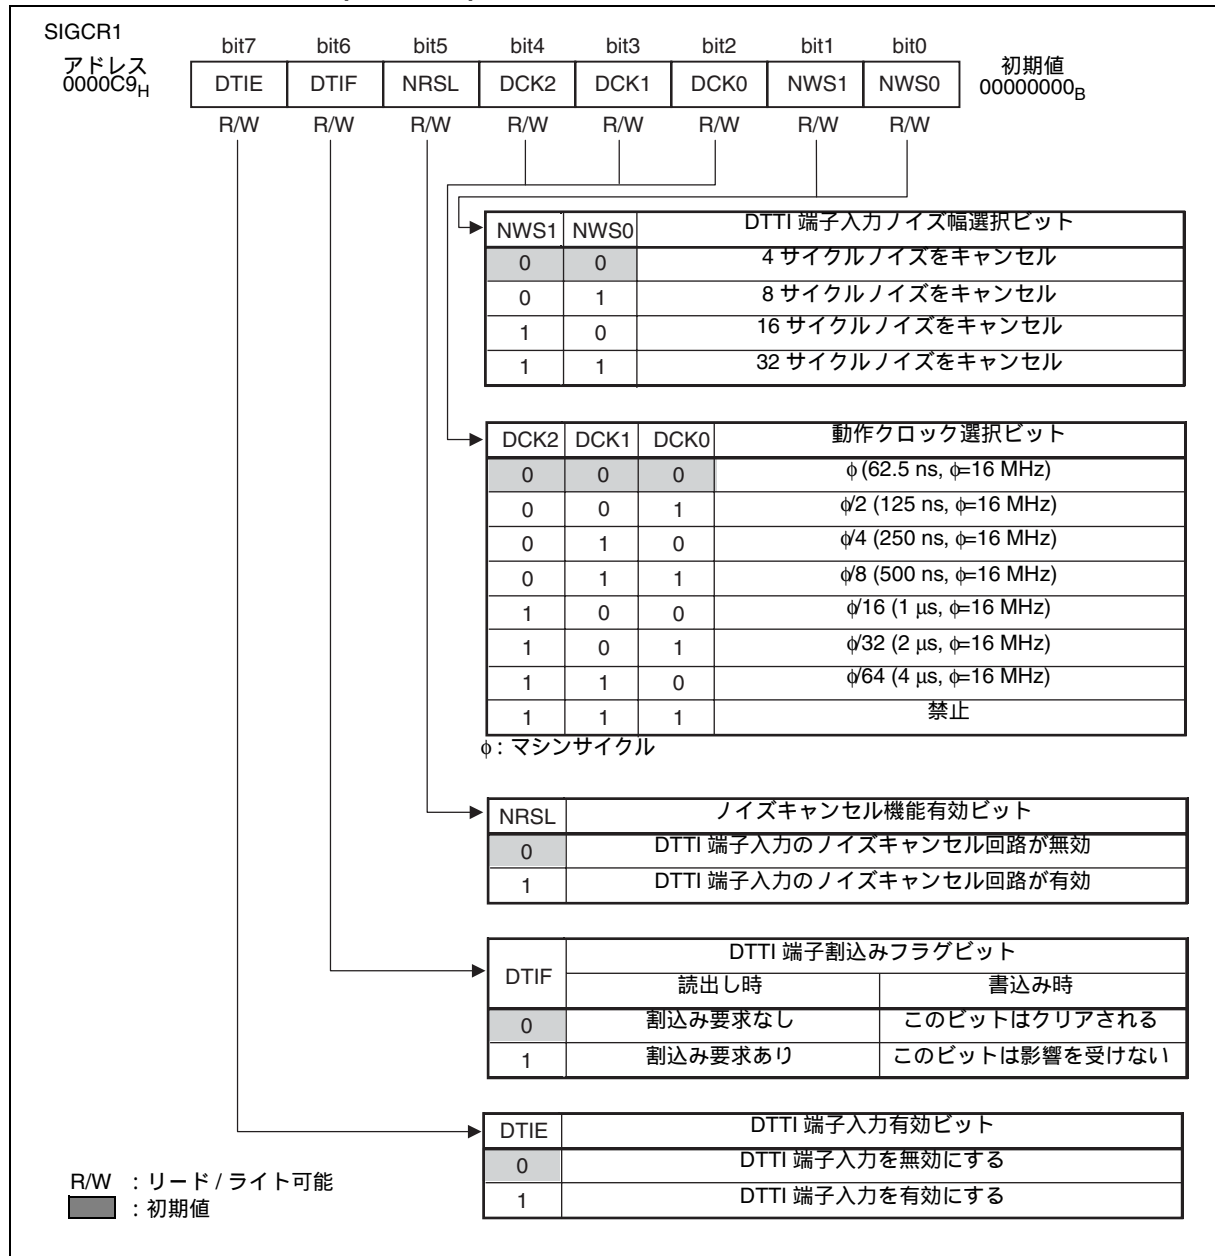 SIGCR1
bit7 bit6 bit5 bit4 bit3 bit2 bit1 bit0
アドレス 0000C9H
DTIE DTIF NRSL DCK2 DCK1 DCK0 NWS1 NWS0
初期値 00000000B
R/W R/W R/W R/W R/W R/W R/W R/W
NWS1 NWS0 DTTI 端子入力ノイズ幅選択ビット
0 0 4 サイクルノイズをキャンセル
0 1 8 サイクルノイズをキャンセル
1 0 16 サイクルノイズをキャンセル
1 1 32 サイクルノイズをキャンセル
DCK2 DCK1 DCK0 動作クロック選択ビット
0 0 0 φ (62.5 ns, φ=16 MHz)
0 0 1 φ/2 (125 ns, φ=16 MHz)
0 1 0 φ/4 (250 ns, φ=16 MHz)
0 1 1 φ/8 (500 ns, φ=16 MHz)
1 0 0 φ/16 (1 μs, φ=16 MHz)
1 0 1 φ/32 (2 μs, φ=16 MHz)
1 1 0 φ/64 (4 μs, φ=16 MHz)
1 1 1 禁止
φ : マシンサイクル
NRSL ノイズキャンセル機能有効ビット
0 DTTI 端子入力のノイズキャンセル回路が無効
1 DTTI 端子入力のノイズキャンセル回路が有効
DTIF DTTI 端子割込みフラグビット
読出し時 書込み時
0 割込み要求なし このビットはクリアされる
1 割込み要求あり このビットは影響を受けない
DTIE DTTI 端子入力有効ビット
0 DTTI 端子入力を無効にする
1 DTTI 端子入力を有効にする
R/W : リード / ライト可能
: 初期値